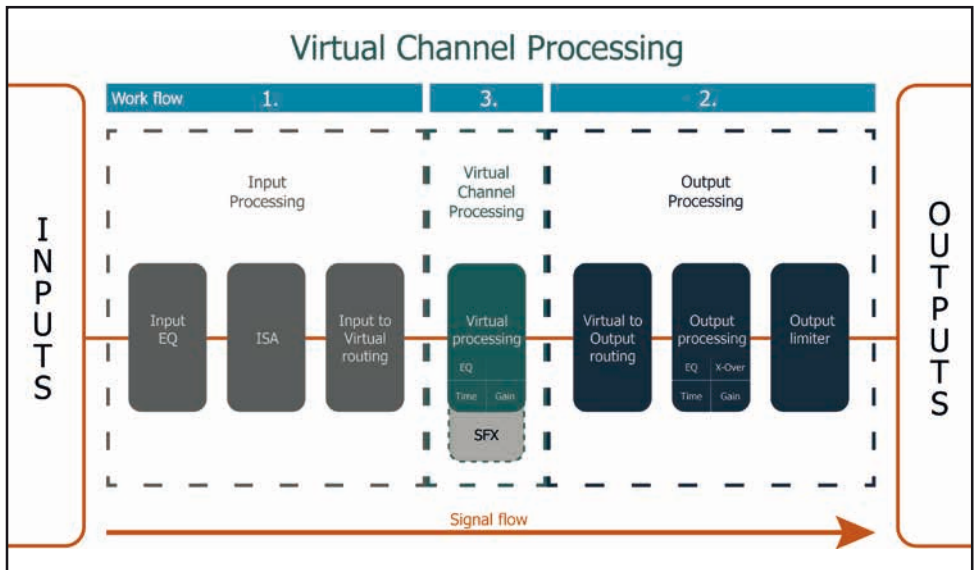 Virtual Channel Processing
Work flow 1. 3. 2.
INPUTS
Input
Processing
Virtual
Channel
Processing
Output
Processing
OUTPUTS
Input
EQ
ISA
Input to
Virtual
routing
Virtual
processing
EQ
Time Gain
SFX
Virtual to
Output
routing
Output
processing
EQ X-Over
Time Gain
Output
limiter
Signal flow